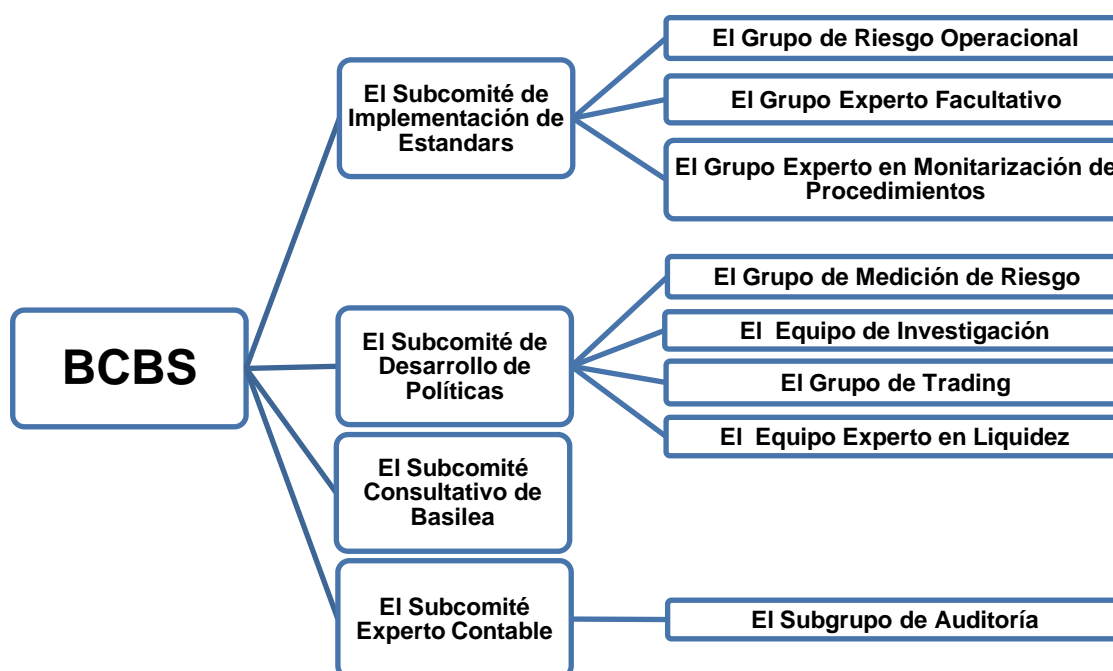 BCBS
El Subcomité de
Implementación de
Estandars
El Grupo de Riesgo Operacional
El Grupo Experto Facultativo
El Grupo Experto en Monitarización de
Procedimientos
El Subcomité de
Desarrollo de
Políticas
El Grupo de Medición de Riesgo
El Equipo de Investigación
El Grupo de Trading
El Equipo Experto en Liquidez
El Subcomité
Consultativo de
Basilea
El Subcomité
Experto Contable
El Subgrupo de Auditoría